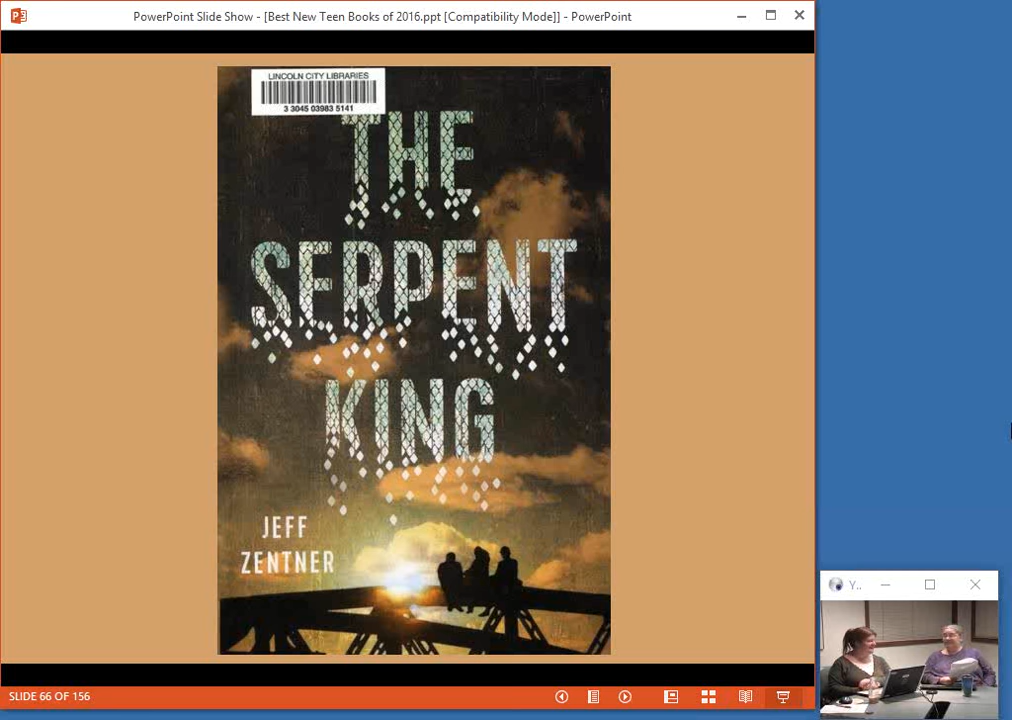 PowerPoint Slide Show - [Best New Teen Books of 2016.ppt [Compatibility Mode]] - PowerPoint
LINCOLN CITY LIBRARIES
3 3045 03983 5141
THE
SERPENT
KING
JEFF
ZENTNER
Y..
SLIDE 66 OF 156